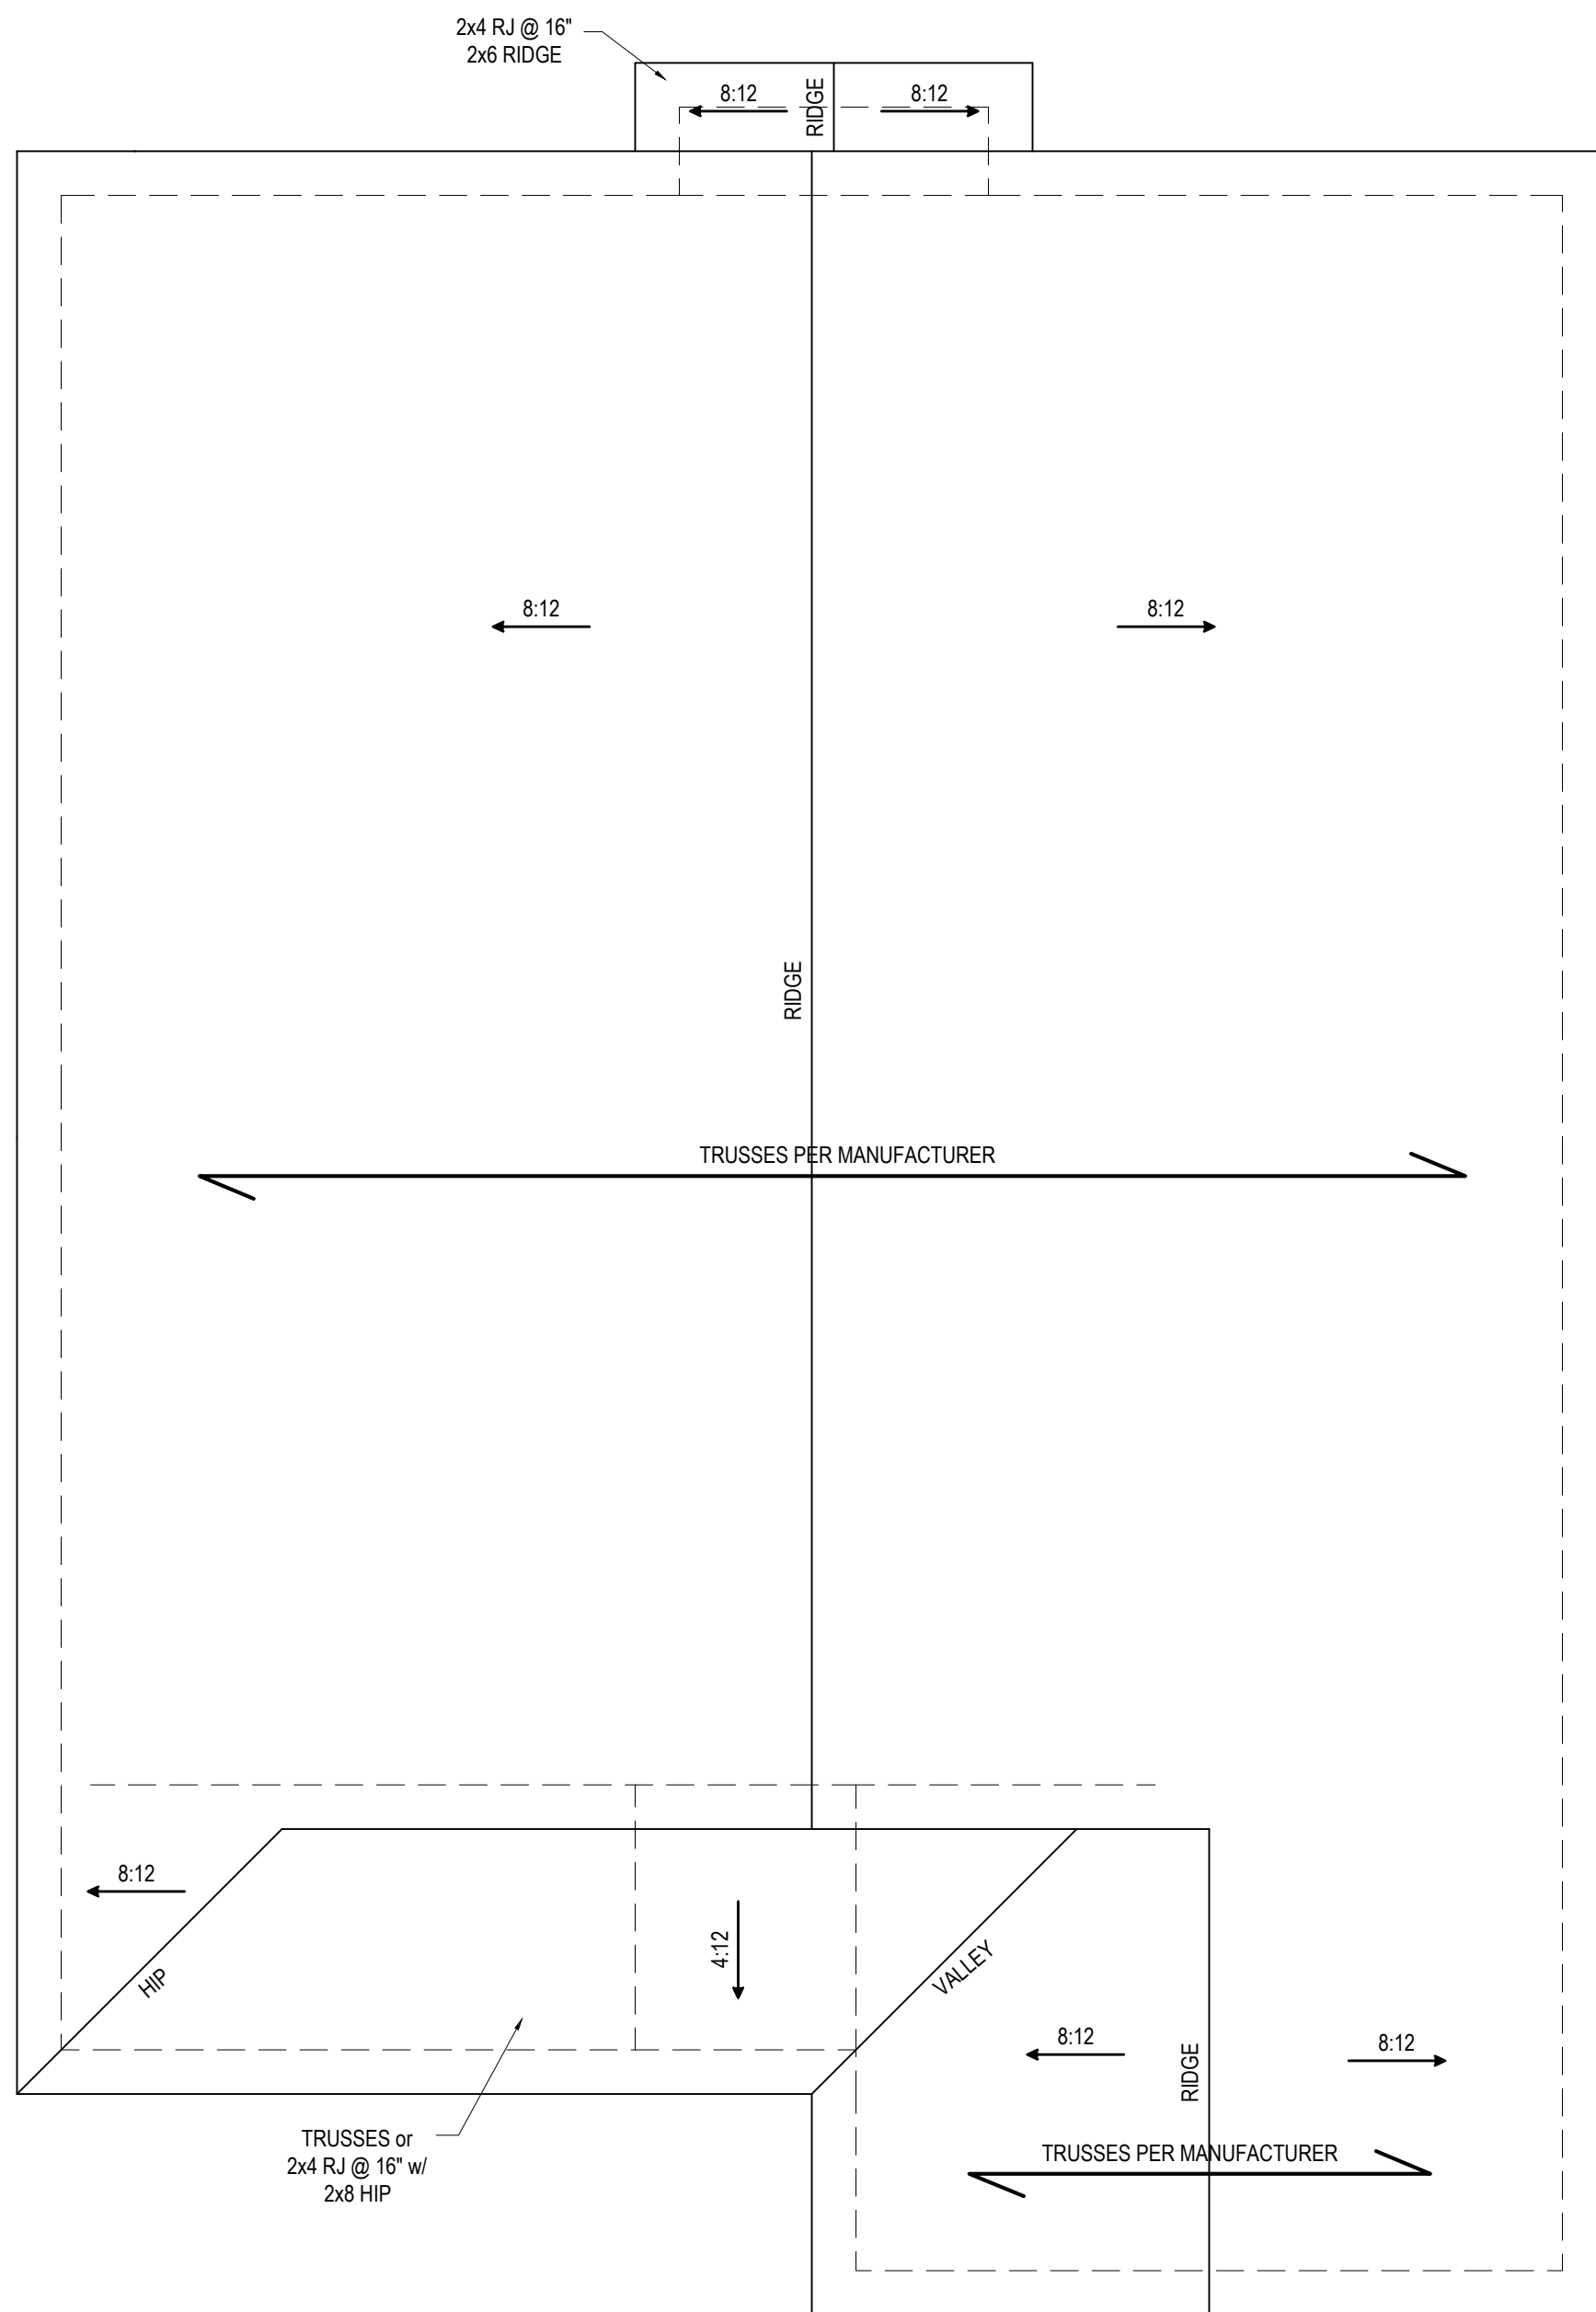 2x4 RJ @ 16"
2x6 RIDGE
8:12
RIDGE
8:12
8:12
8:12
RIDGE
TRUSSES PER MANUFACTURER
8:12
HIP
4:12
VALLEY
8:12
RIDGE
8:12
TRUSSES or
2x4 RJ @ 16" w/
2x8 HIP
TRUSSES PER MANUFACTURER